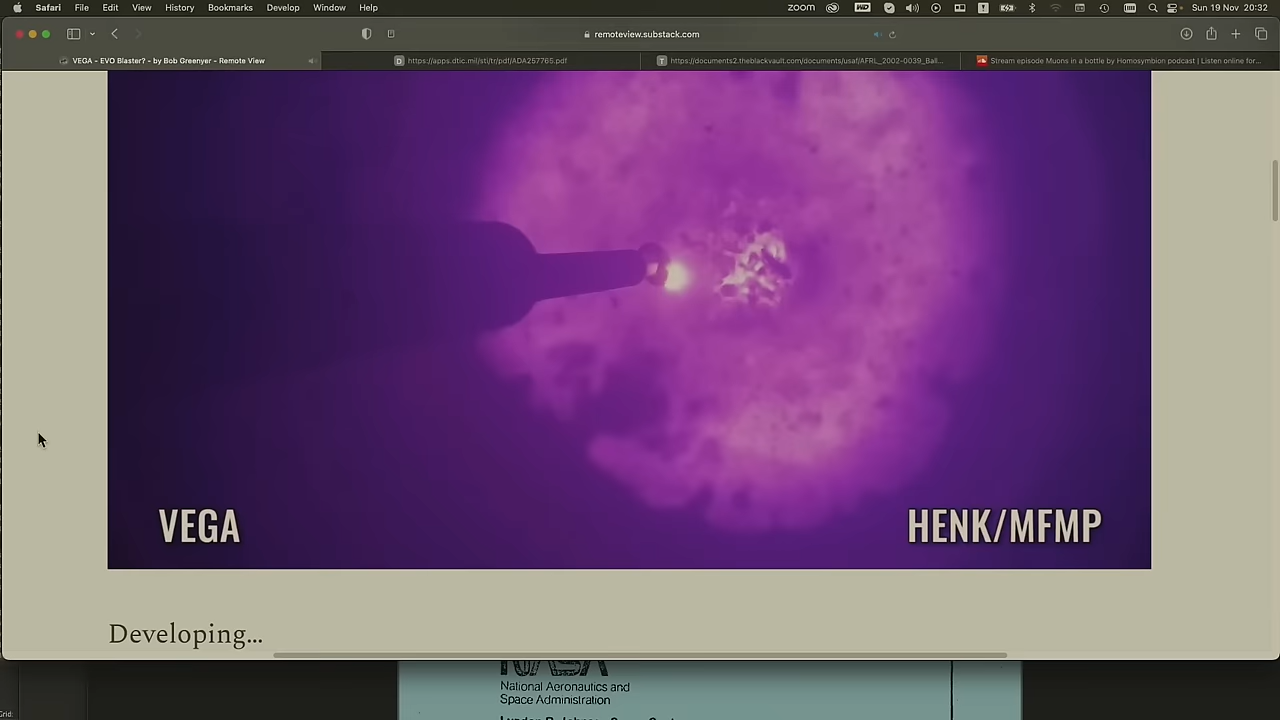 Safari File Edit View History Bookmarks Develop Window Help zoom Sun 19 Nov 20:32
remoteview.substack.com
VEGA - EVO Blaster? - by Bob Greenyer - Remote View
https://apps.dtic.mil/sti/tr/pdf/ADA257765.pdf
https://documents2.theblackvault.com/documents/usaf/AFRL_2002-0039_Ball...
Stream episode Muons in a bottle by Homosymbion podcast | Listen online for...
VEGA
HENK/MFMP
Developing...
National Aeronautics and
Space Administration
Grid: